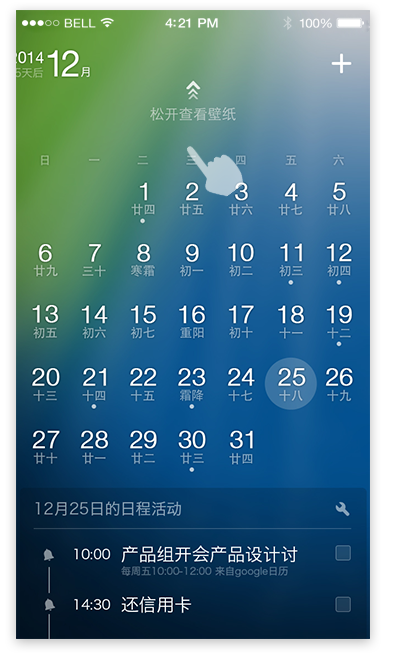 BELL 4:21 PM 100%
2014 12月
5天后
松开查看壁纸
日 一 二 三 四 五 六
1 2 3 4 5
廿四 廿五 廿六 廿七 廿八
6 7 8 9 10 11 12
廿九 三十 寒霜 初一 初二 初三 初四
13 14 15 16 17 18 19
初五 初六 初七 重阳 初十 十一 十二
20 21 22 23 24 25 26
十三 十四 十五 霜降 十七 十八 十九
27 28 29 30 31
廿十 廿一 廿二 廿三 廿四
12月25日的日程活动
10:00 产品组开会产品设计讨
每周五10:00-12:00 来自google日历
14:30 还信用卡